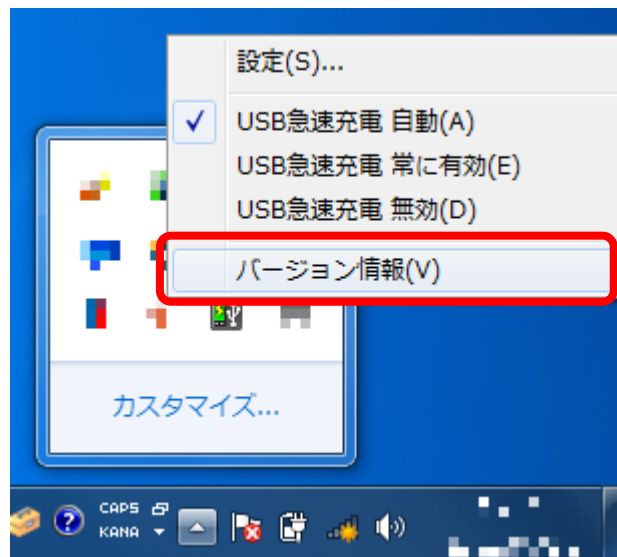 設定(S)...
USB急速充電 自動(A)
USB急速充電 常に有効(E)
USB急速充電 無効(D)
バージョン情報(V)
カスタマイズ...
CAPS
KANA